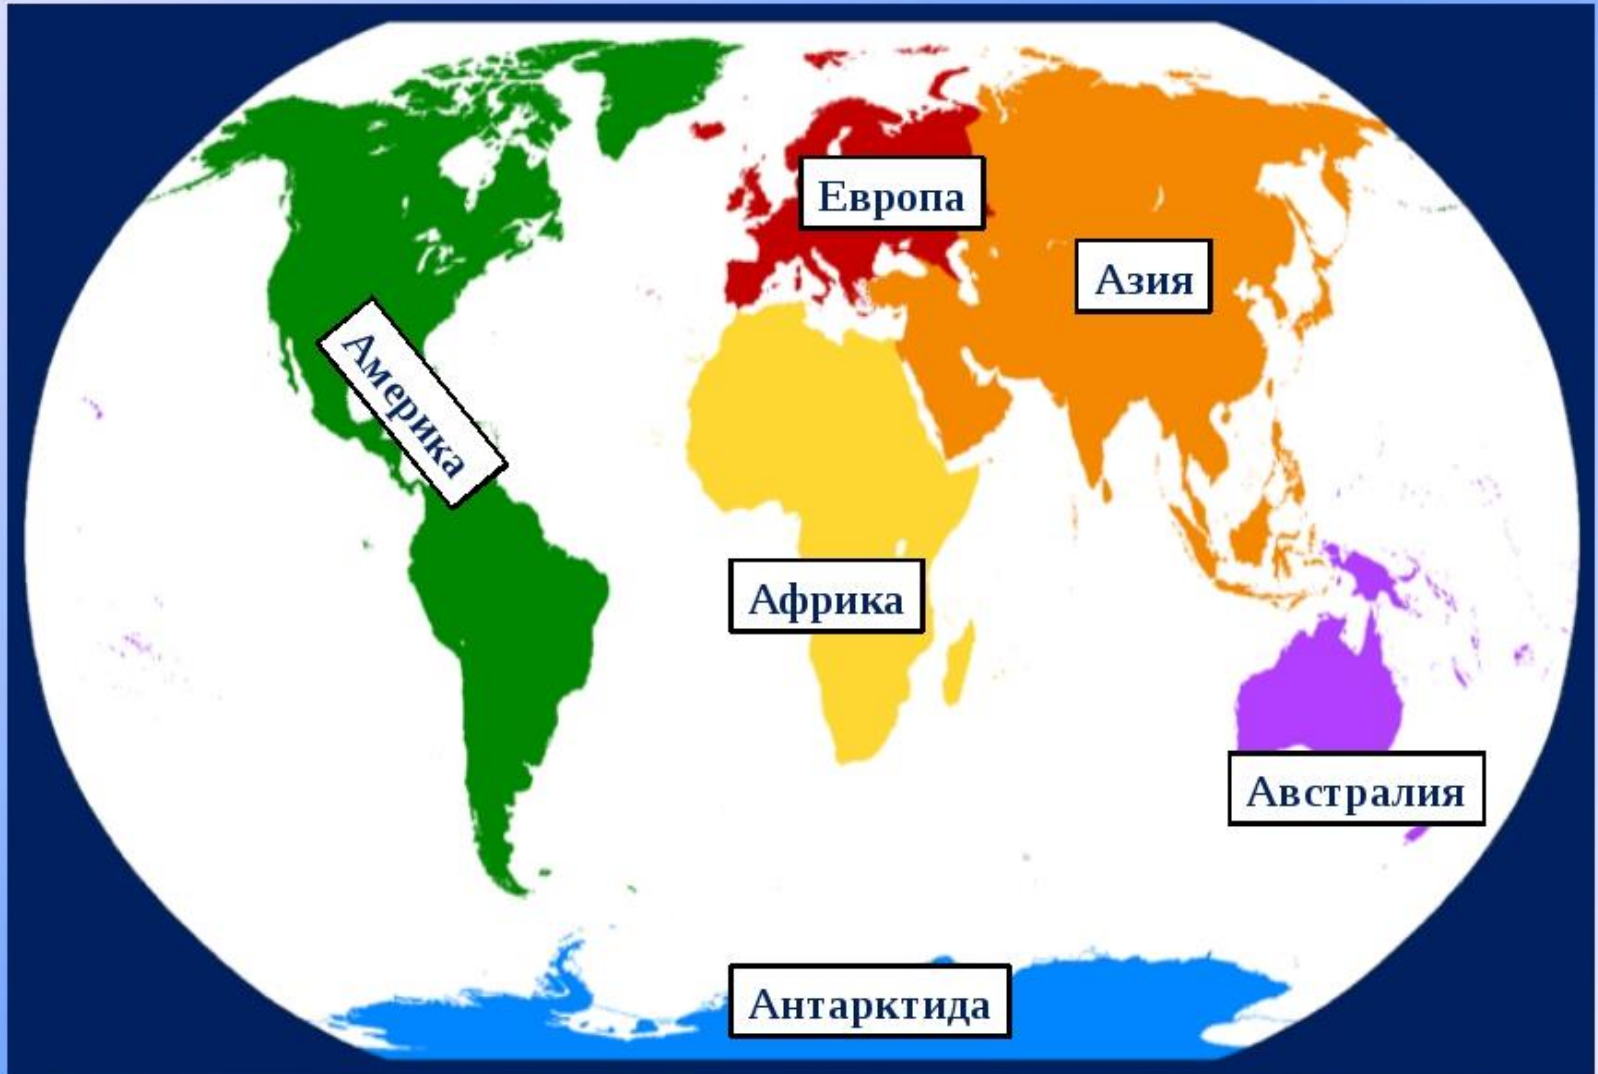 Европа
Азия
Америка
Африка
Австралия
Антарктида